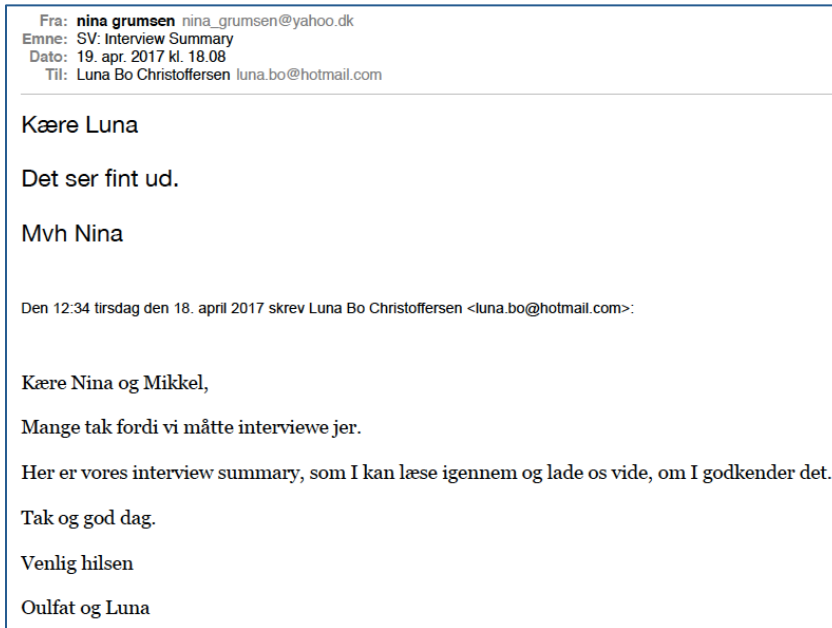 Fra: nina grumsen nina_grumsen@yahoo.dk
Emne: SV: Interview Summary
Dato: 19. apr. 2017 kl. 18.08
Til: Luna Bo Christoffersen luna.bo@hotmail.com
Kære Luna
Det ser fint ud.
Mvh Nina
Den 12:34 tirsdag den 18. april 2017 skrev Luna Bo Christoffersen <luna.bo@hotmail.com>:
Kære Nina og Mikkel,
Mange tak fordi vi måtte interviewe jer.
Her er vores interview summary, som I kan læse igennem og lade os vide, om I godkender det.
Tak og god dag.
Venlig hilsen
Oulfat og Luna